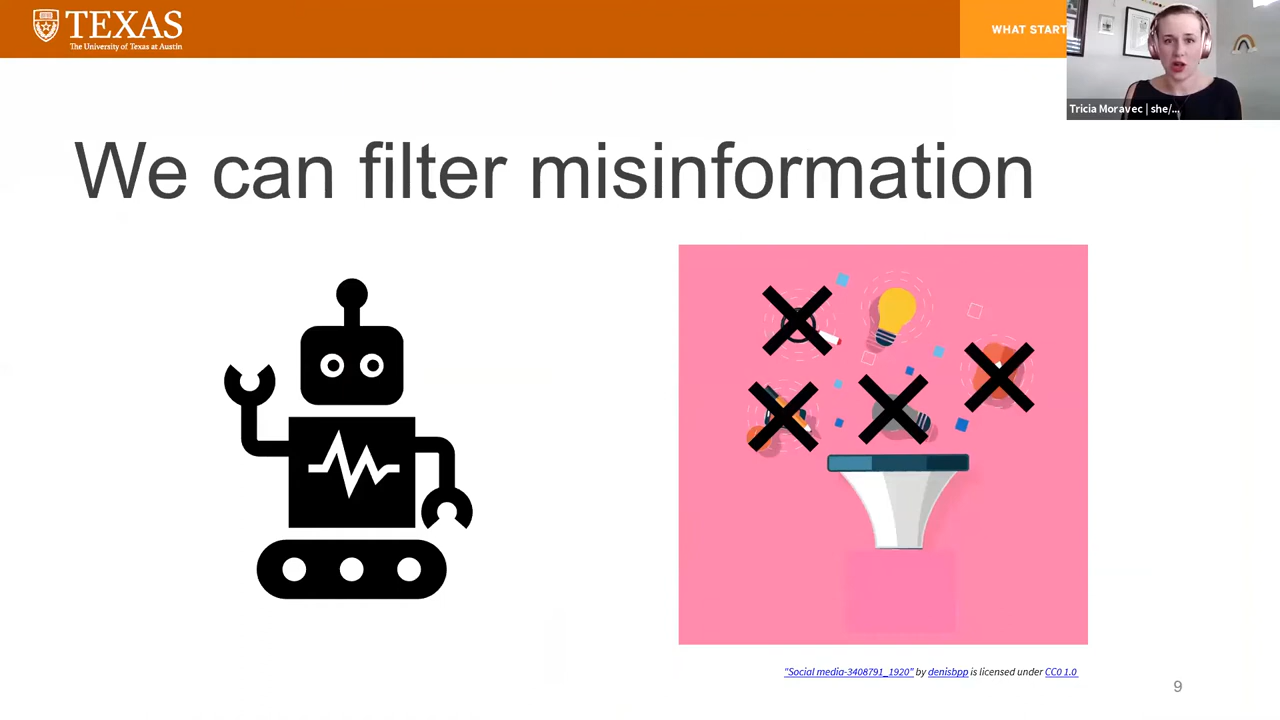 TEXAS
The University of Texas at Austin
WHAT START
Tricia Moravec | she/...
We can filter misinformation
"Social media-3408791_1920" by denisbpp is licensed under CC0 1.0
9